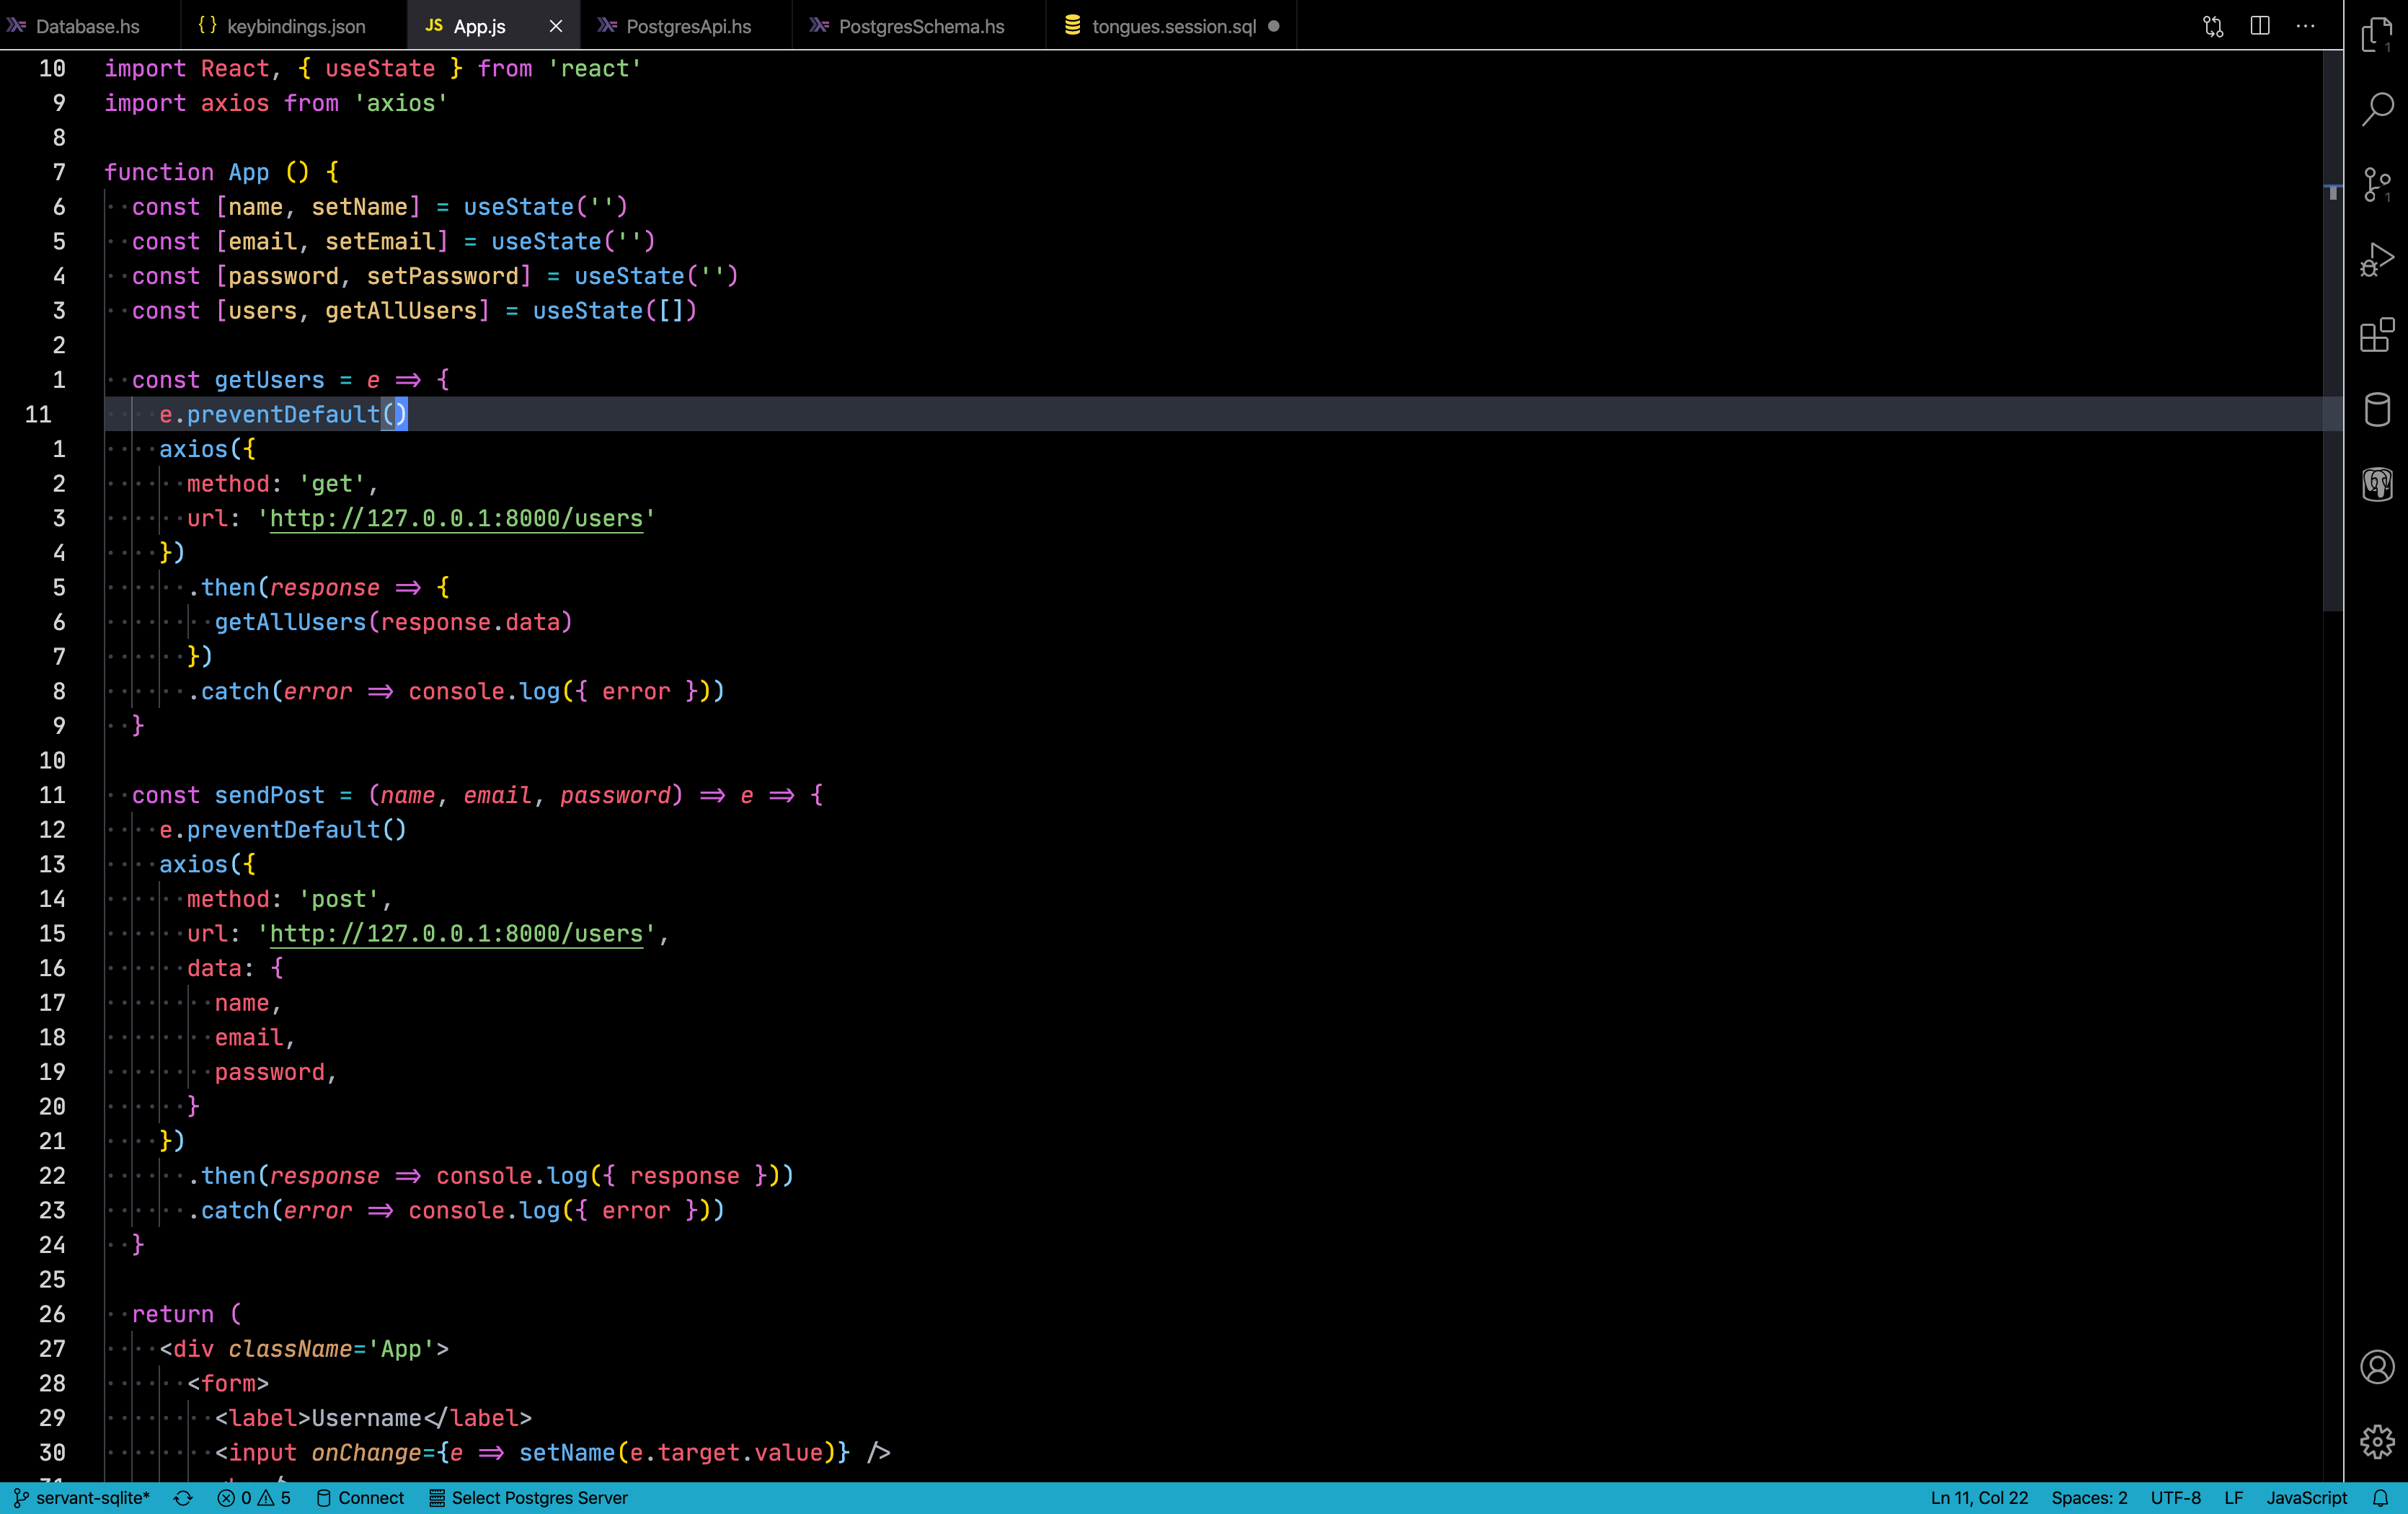 Database.hs keybindings.json JS App.js PostgresApi.hs PostgresSchema.hs tongues.session.sql
10 import React, { useState } from 'react'
9 import axios from 'axios'
8
7 function App () {
6 const [name, setName] = useState('')
5 const [email, setEmail] = useState('')
4 const [password, setPassword] = useState('')
3 const [users, getAllUsers] = useState([])
2
1 const getUsers = e => {
11 e.preventDefault()
1 axios({
2 method: 'get',
3 url: 'http://127.0.0.1:8000/users'
4 })
5 .then(response => {
6 getAllUsers(response.data)
7 })
8 .catch(error => console.log({ error }))
9 }
10
11 const sendPost = (name, email, password) => e => {
12 e.preventDefault()
13 axios({
14 method: 'post',
15 url: 'http://127.0.0.1:8000/users',
16 data: {
17 name,
18 email,
19 password,
20 }
21 })
22 .then(response => console.log({ response }))
23 .catch(error => console.log({ error }))
24 }
25
26 return (
27 <div className='App'>
28 <form>
29 <label>Username</label>
30 <input onChange={e => setName(e.target.value)} />
servant-sqlite* 0 5 Connect Select Postgres Server Ln 11, Col 22 Spaces: 2 UTF-8 LF JavaScript
1
1